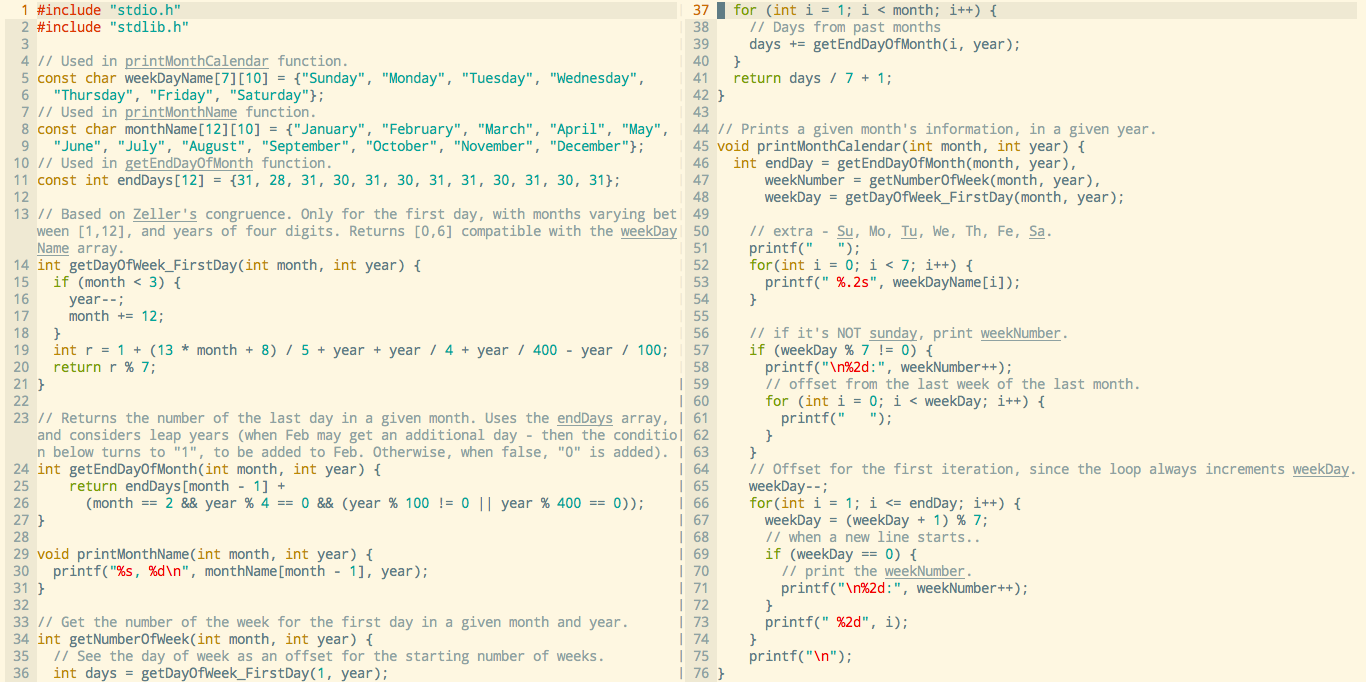 1 #include "stdio.h"
2 #include "stdlib.h"
3
4 // Used in printMonthCalendar function.
5 const char weekDayName[7][10] = {"Sunday", "Monday", "Tuesday", "Wednesday",
6   "Thursday", "Friday", "Saturday"};
7 // Used in printMonthName function.
8 const char monthName[12][10] = {"January", "February", "March", "April", "May",
9   "June", "July", "August", "September", "October", "November", "December"};
10 // Used in getEndDayOfMonth function.
11 const int endDays[12] = {31, 28, 31, 30, 31, 30, 31, 31, 30, 31, 30, 31};
12
13 // Based on Zeller's congruence. Only for the first day, with months varying bet
ween [1,12], and years of four digits. Returns [0,6] compatible with the weekDay
Name array.
14 int getDayOfWeek_FirstDay(int month, int year) {
15   if (month < 3) {
16     year--;
17     month += 12;
18   }
19   int r = 1 + (13 * month + 8) / 5 + year + year / 4 + year / 400 - year / 100;
20   return r % 7;
21 }
22
23 // Returns the number of the last day in a given month. Uses the endDays array,
and considers leap years (when Feb may get an additional day - then the conditio
n below turns to "1", to be added to Feb. Otherwise, when false, "0" is added).
24 int getEndDayOfMonth(int month, int year) {
25     return endDays[month - 1] +
26       (month == 2 && year % 4 == 0 && (year % 100 != 0 || year % 400 == 0));
27 }
28
29 void printMonthName(int month, int year) {
30   printf("%s, %d\n", monthName[month - 1], year);
31 }
32
33 // Get the number of the week for the first day in a given month and year.
34 int getNumberOfWeek(int month, int year) {
35   // See the day of week as an offset for the starting number of weeks.
36   int days = getDayOfWeek_FirstDay(1, year);
37   for (int i = 1; i < month; i++) {
38     // Days from past months
39     days += getEndDayOfMonth(i, year);
40   }
41   return days / 7 + 1;
42 }
43
44 // Prints a given month's information, in a given year.
45 void printMonthCalendar(int month, int year) {
46   int endDay = getEndDayOfMonth(month, year),
47       weekNumber = getNumberOfWeek(month, year),
48       weekDay = getDayOfWeek_FirstDay(month, year);
49
50     // extra - Su, Mo, Tu, We, Th, Fe, Sa.
51     printf("   ");
52     for(int i = 0; i < 7; i++) {
53       printf(" %.2s", weekDayName[i]);
54     }
55
56     // if it's NOT sunday, print weekNumber.
57     if (weekDay % 7 != 0) {
58       printf("\n%2d:", weekNumber++);
59       // offset from the last week of the last month.
60       for (int i = 0; i < weekDay; i++) {
61         printf("   ");
62       }
63     }
64     // Offset for the first iteration, since the loop always increments weekDay.
65     weekDay--;
66     for(int i = 1; i <= endDay; i++) {
67       weekDay = (weekDay + 1) % 7;
68       // when a new line starts..
69       if (weekDay == 0) {
70         // print the weekNumber.
71         printf("\n%2d:", weekNumber++);
72       }
73       printf(" %2d", i);
74     }
75     printf("\n");
76 }